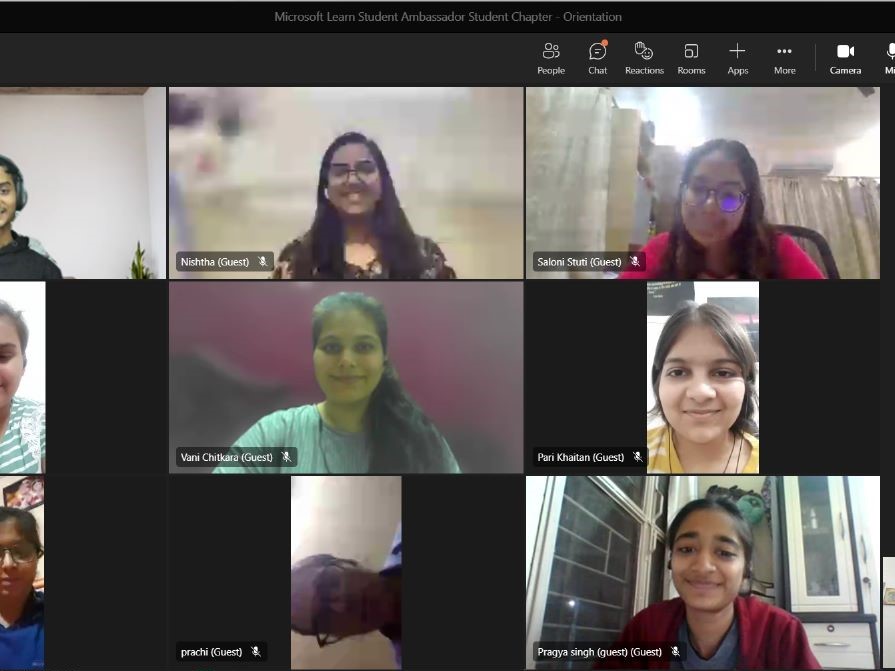 Microsoft Learn Student Ambassador Student Chapter - Orientation
People
Chat
Reactions
Rooms
Apps
More
Camera
Nishtha (Guest)
Saloni Stuti (Guest)
Vani Chitkara (Guest)
Pari Khaitan (Guest)
prachi (Guest)
Pragya singh (guest) (Guest)